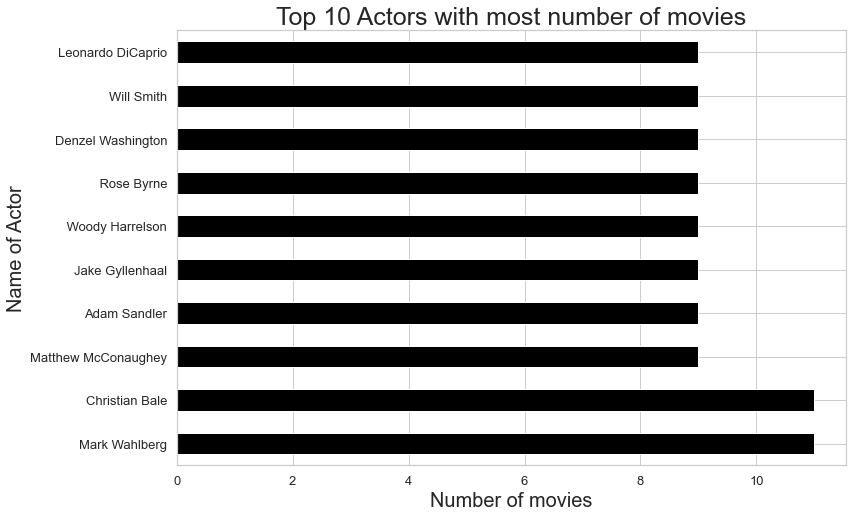 Top 10 Actors with most number of movies
Name of Actor
Leonardo DiCaprio
Will Smith
Denzel Washington
Rose Byrne
Woody Harrelson
Jake Gyllenhaal
Adam Sandler
Matthew McConaughey
Christian Bale
Mark Wahlberg
0 2 4 6 8 10
Number of movies